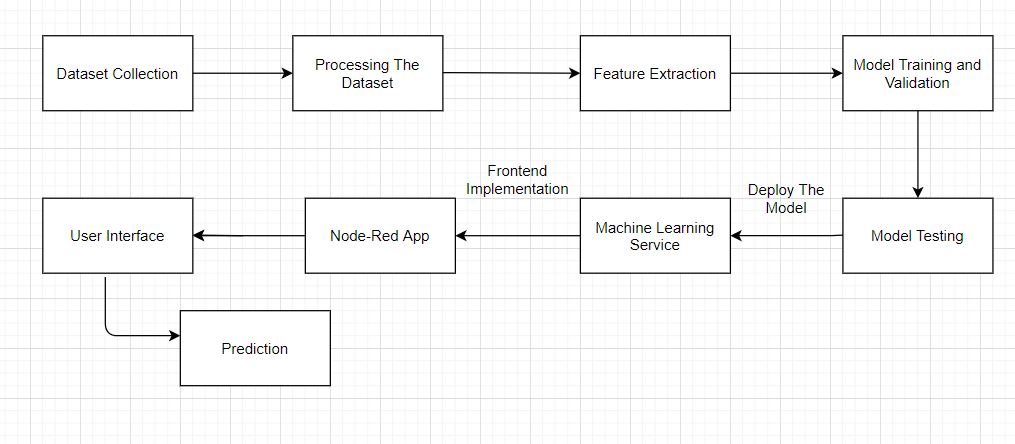 Dataset Collection
Processing The
Dataset
Feature Extraction
Model Training and
Validation
Frontend
Implementation
Deploy The
Model
User Interface
Node-Red App
Machine Learning
Service
Model Testing
Prediction